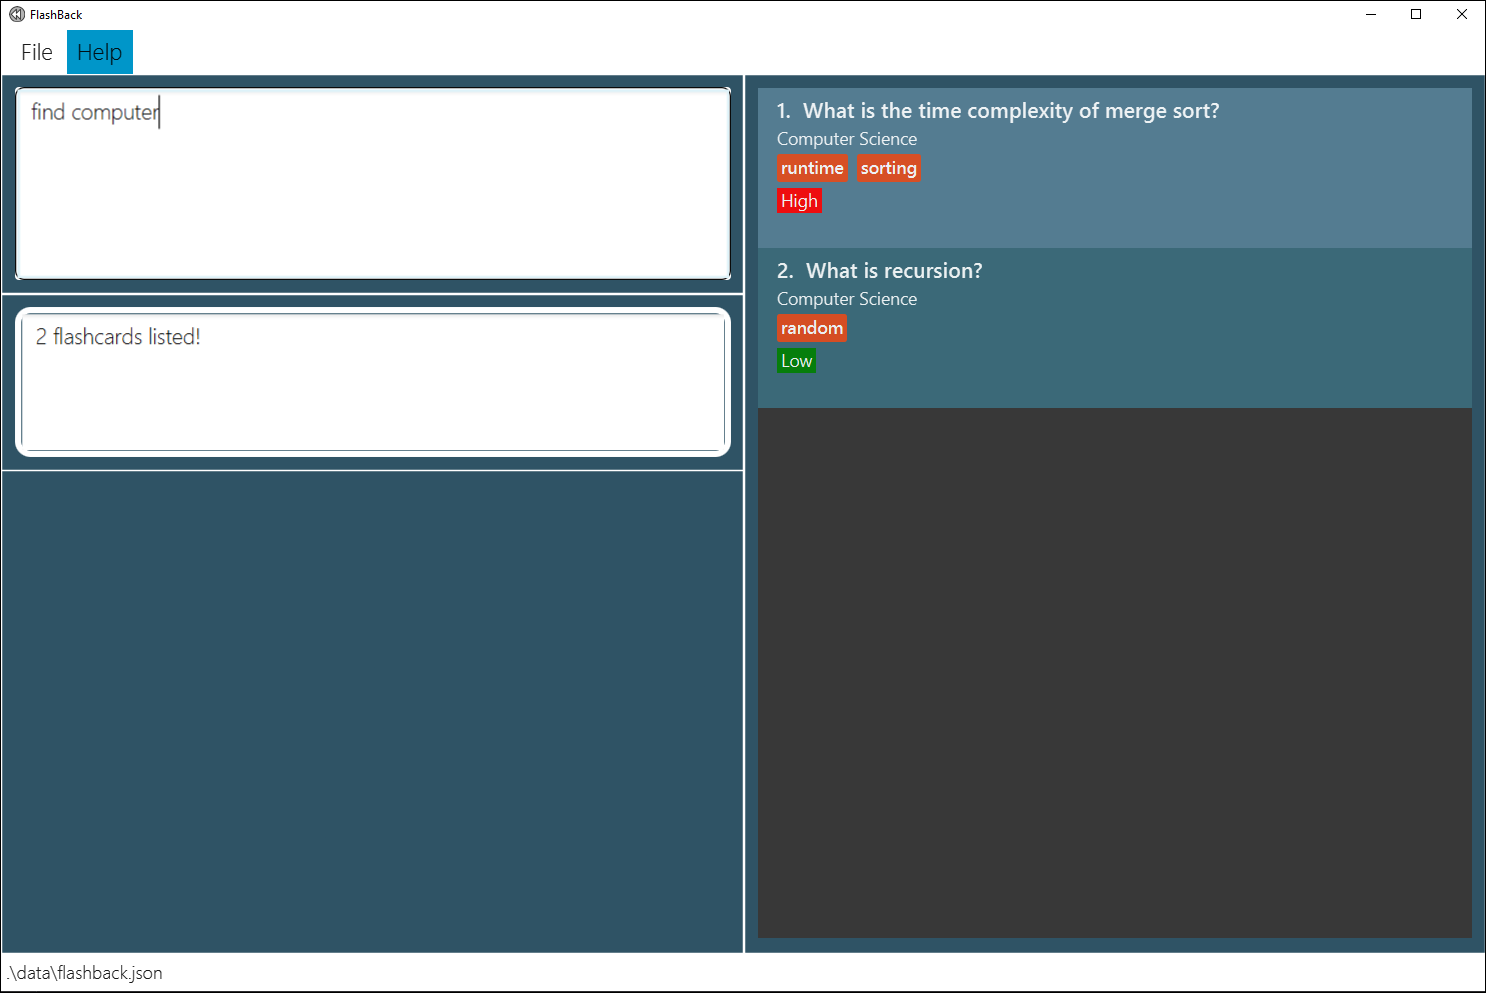 FlashBack
File Help
find computer
2 flashcards listed!
1. What is the time complexity of merge sort?
Computer Science
runtime sorting
High
2. What is recursion?
Computer Science
random
Low
.\data\flashback.json